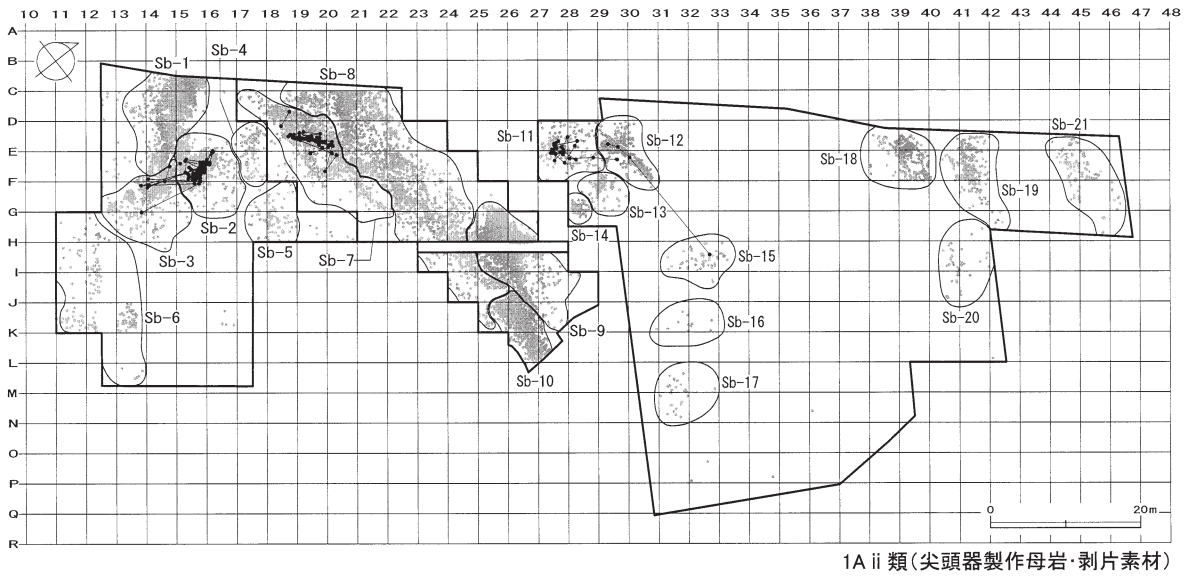 10 11 12 13 14 15 16 17 18 19 20 21 22 23 24 25 26 27 28 29 30 31 32 33 34 35 36 37 38 39 40 41 42 43 44 45 46 47 48
A
B
C
D
E
F
G
H
I
J
K
L
M
N
O
P
Q
R
Sb-4
Sb-1
Sb-8
Sb-11
Sb-12
Sb-21
Sb-18
Sb-19
Sb-13
Sb-2
Sb-14
Sb-3
Sb-5
Sb-7
Sb-15
Sb-6
Sb-9
Sb-16
Sb-20
Sb-10
Sb-17
0 20m
1Aⅱ類(尖頭器製作母岩・剥片素材)